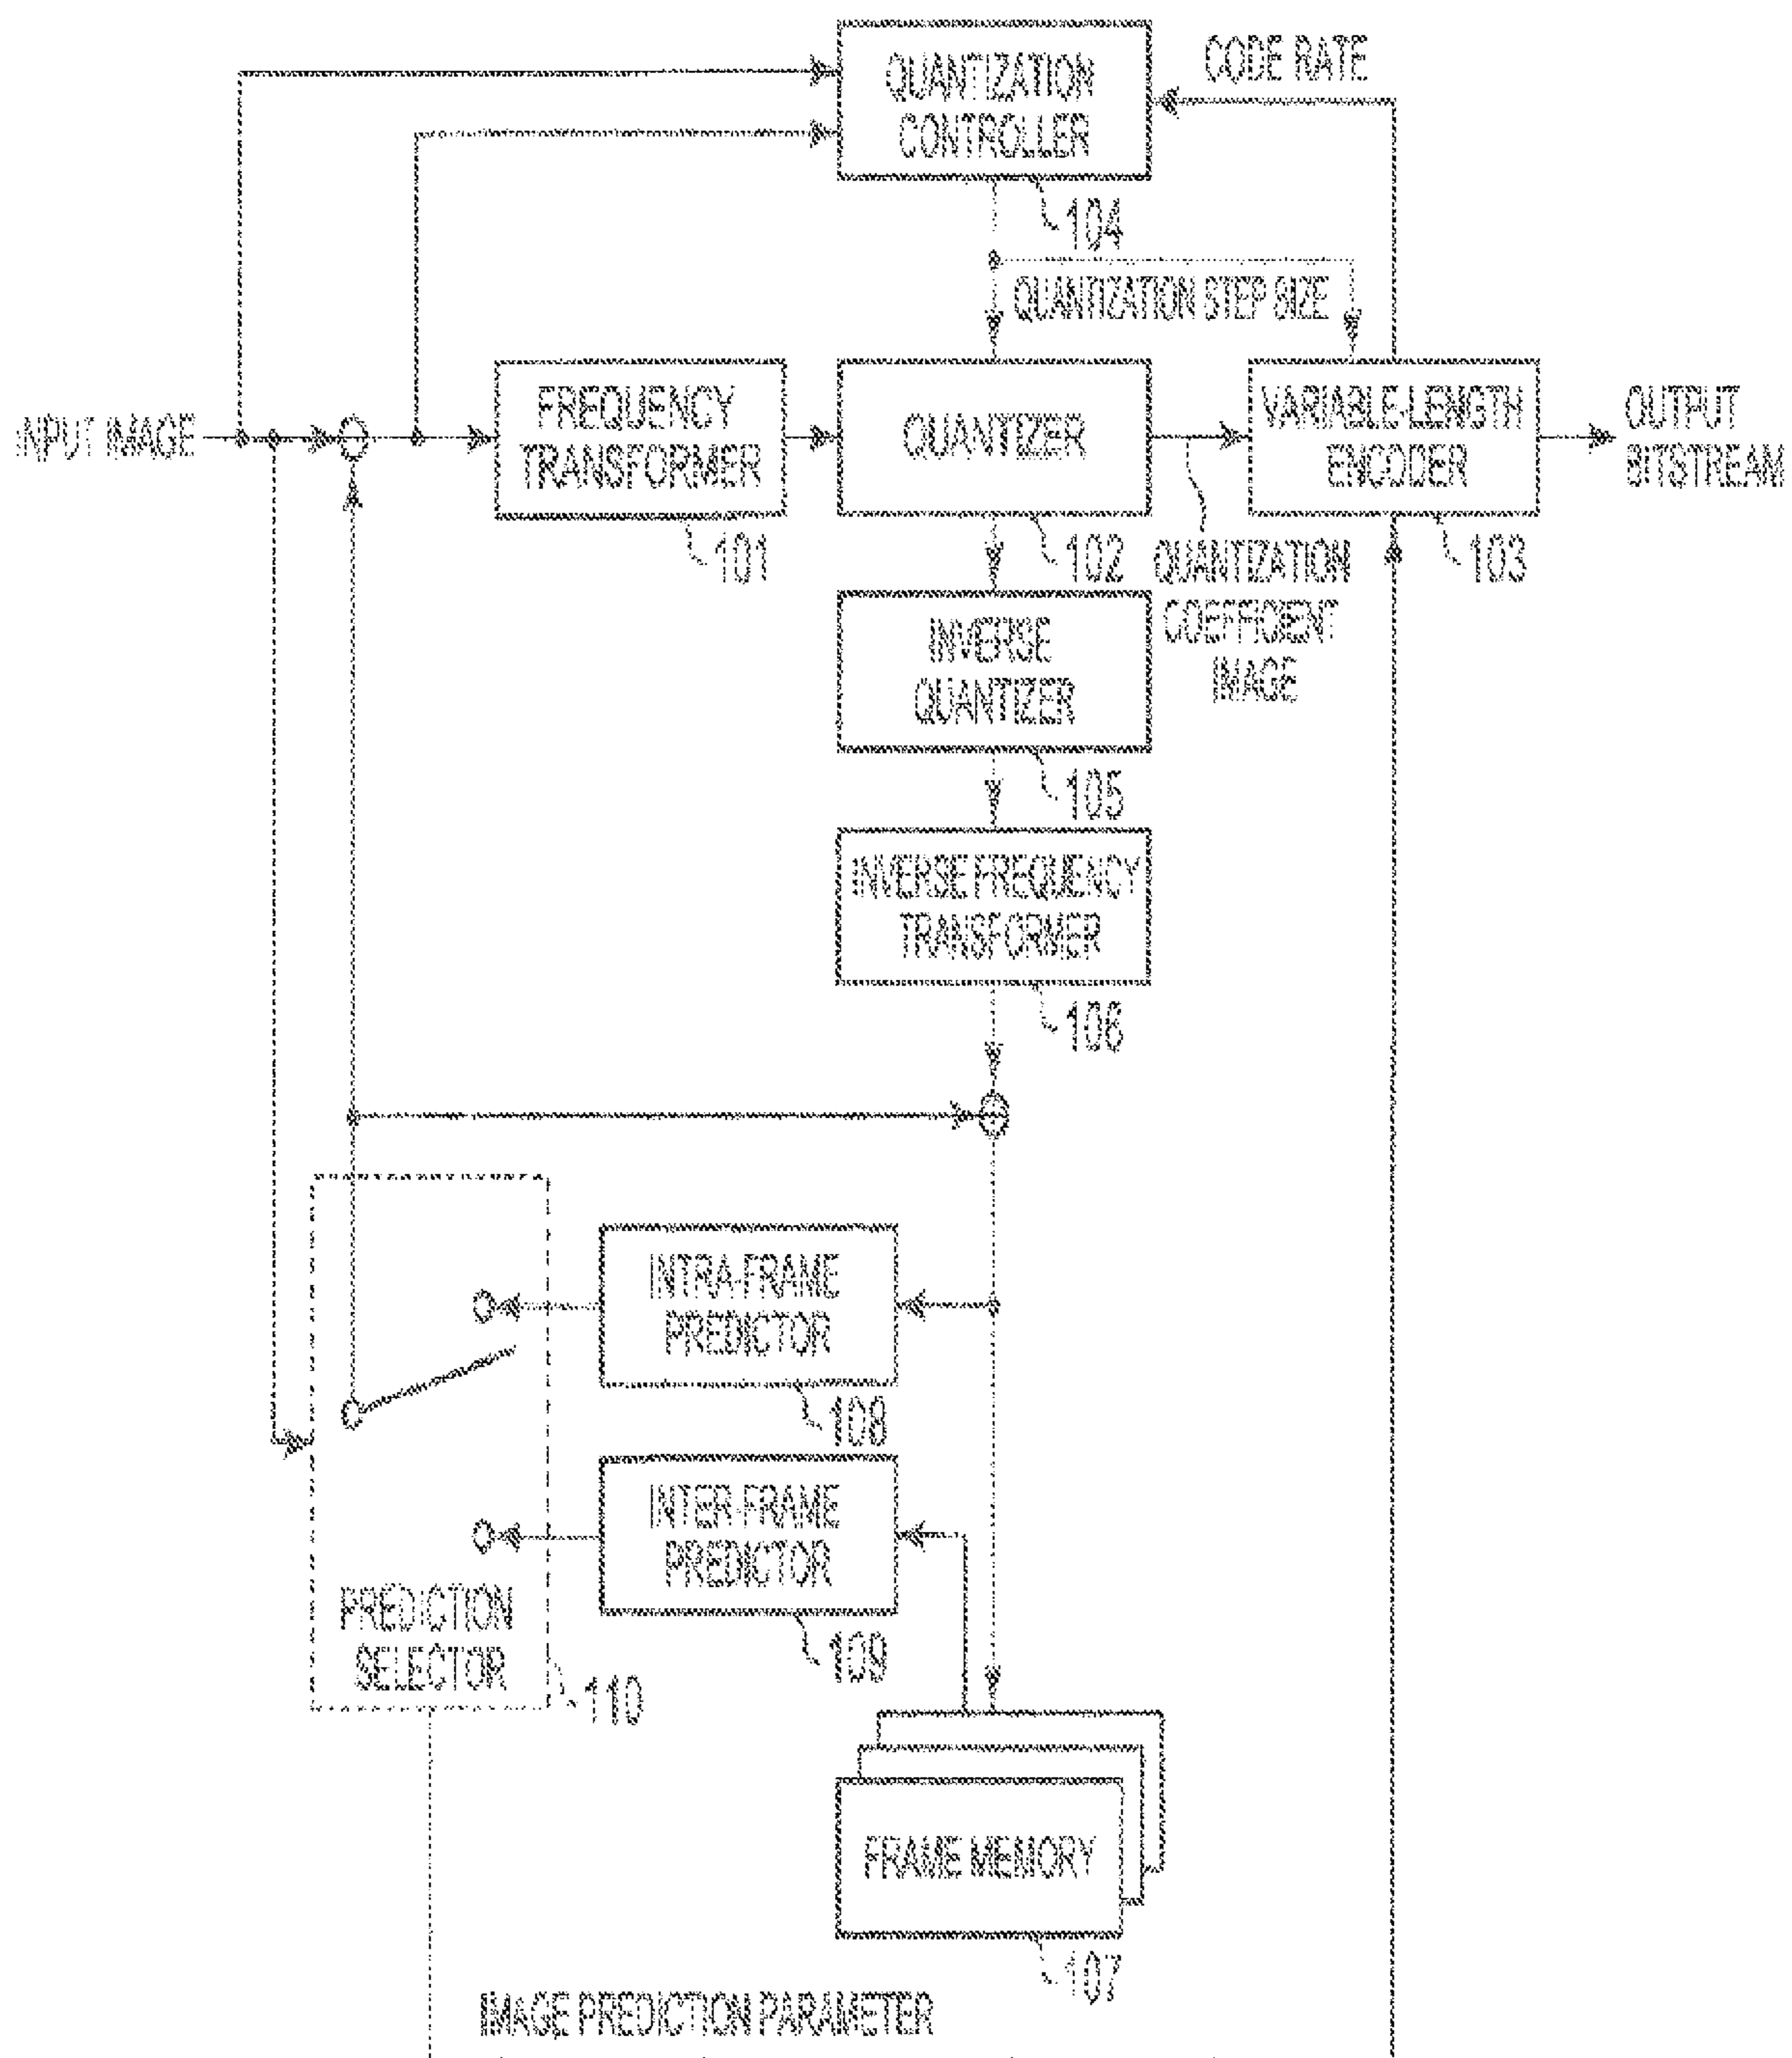 QUANTIZATION
CONTROLLER
CODE RATE
104
QUANTIZATION STEP SIZE
INPUT IMAGE
FREQUENCY
TRANSFORMER
QUANTIZER
VARIABLE-LENGTH
ENCODER
OUTPUT
BITSTREAM
101
102
QUANTIZATION
COEFFICIENT
IMAGE
103
INVERSE
QUANTIZER
105
INVERSE FREQUENCY
TRANSFORMER
106
INTRA-FRAME
PREDICTOR
108
INTER-FRAME
PREDICTOR
109
PREDICTION
SELECTOR
110
FRAME MEMORY
107
IMAGE PREDICTION PARAMETER